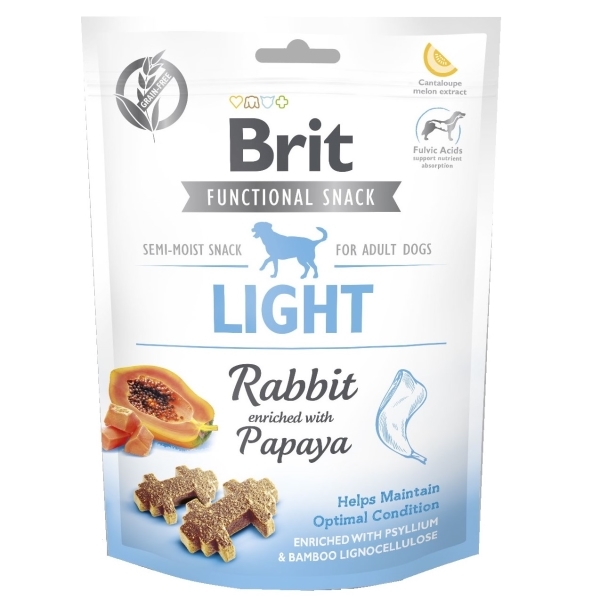 GRAIN-FREE
Cantaloupe
melon extract
Brit
FUNCTIONAL SNACK
Fulvic Acids
support nutrient
absorption
SEMI-MOIST SNACK FOR ADULT DOGS
LIGHT
Rabbit
enriched with
Papaya
Helps Maintain
Optimal Condition
ENRICHED WITH PSYLLIUM
& BAMBOO LIGNOCELLULOSE